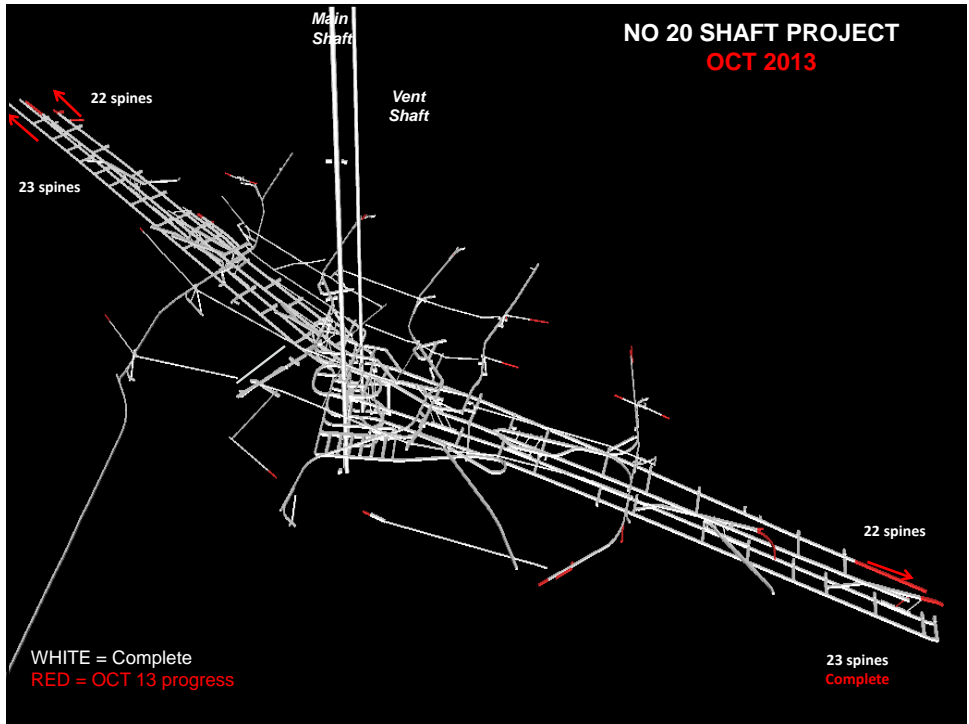 Main
Shaft
NO 20 SHAFT PROJECT
OCT 2013
22 spines
Vent
Shaft
23 spines
22 spines
WHITE = Complete
RED = OCT 13 progress
23 spines
Complete